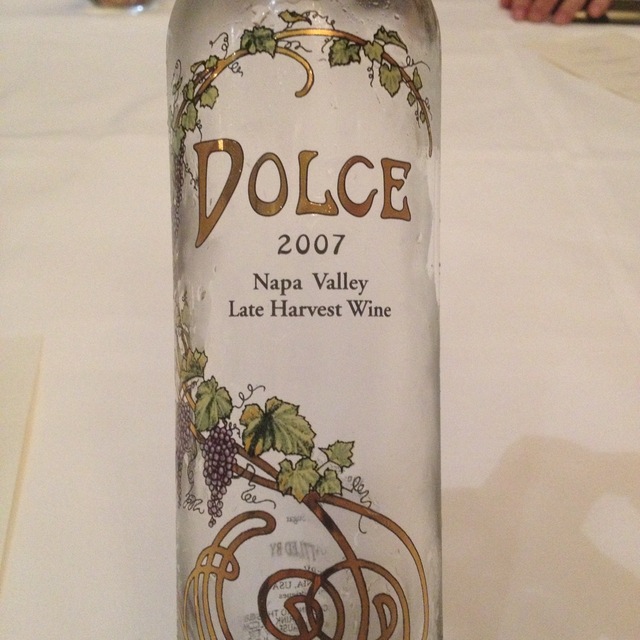 DOLCE
2007
Napa Valley
Late Harvest Wine